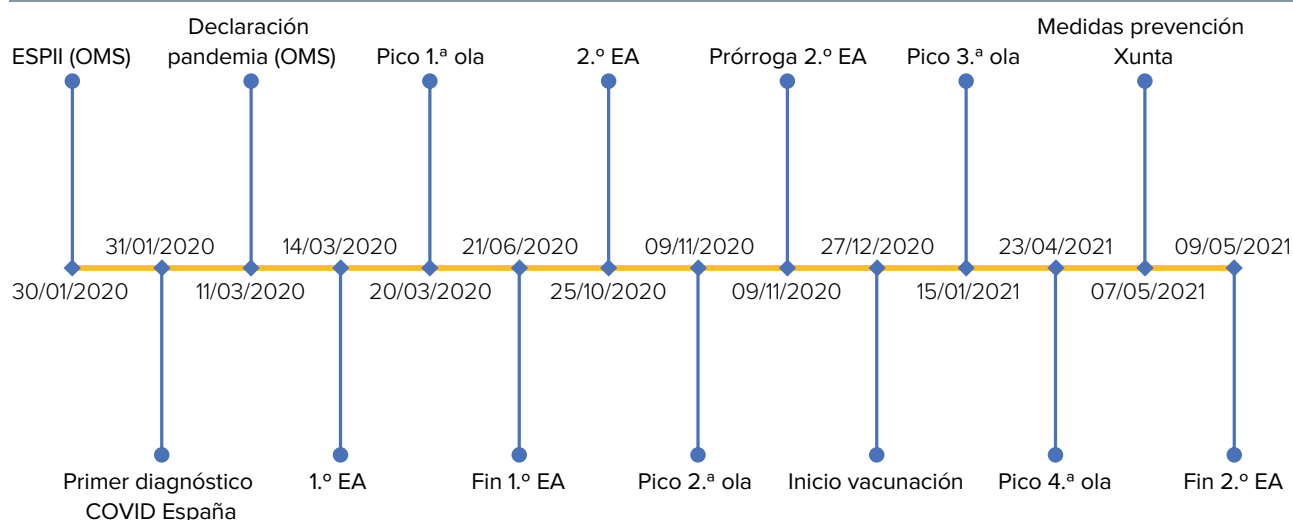 Declaración
Medidas prevención
ESPII (OMS)
pandemia (OMS)
Pico 1.ª ola
2.º EA
Prórroga 2.º EA
Pico 3.ª ola
Xunta
31/01/2020
14/03/2020
21/06/2020
09/11/2020
27/12/2020
23/04/2021
09/05/2021
30/01/2020
11/03/2020
20/03/2020
25/10/2020
09/11/2020
15/01/2021
07/05/2021
Primer diagnóstico
1.º EA
Fin 1.º EA
Pico 2.ª ola
Inicio vacunación
Pico 4.ª ola
Fin 2.º EA
COVID España